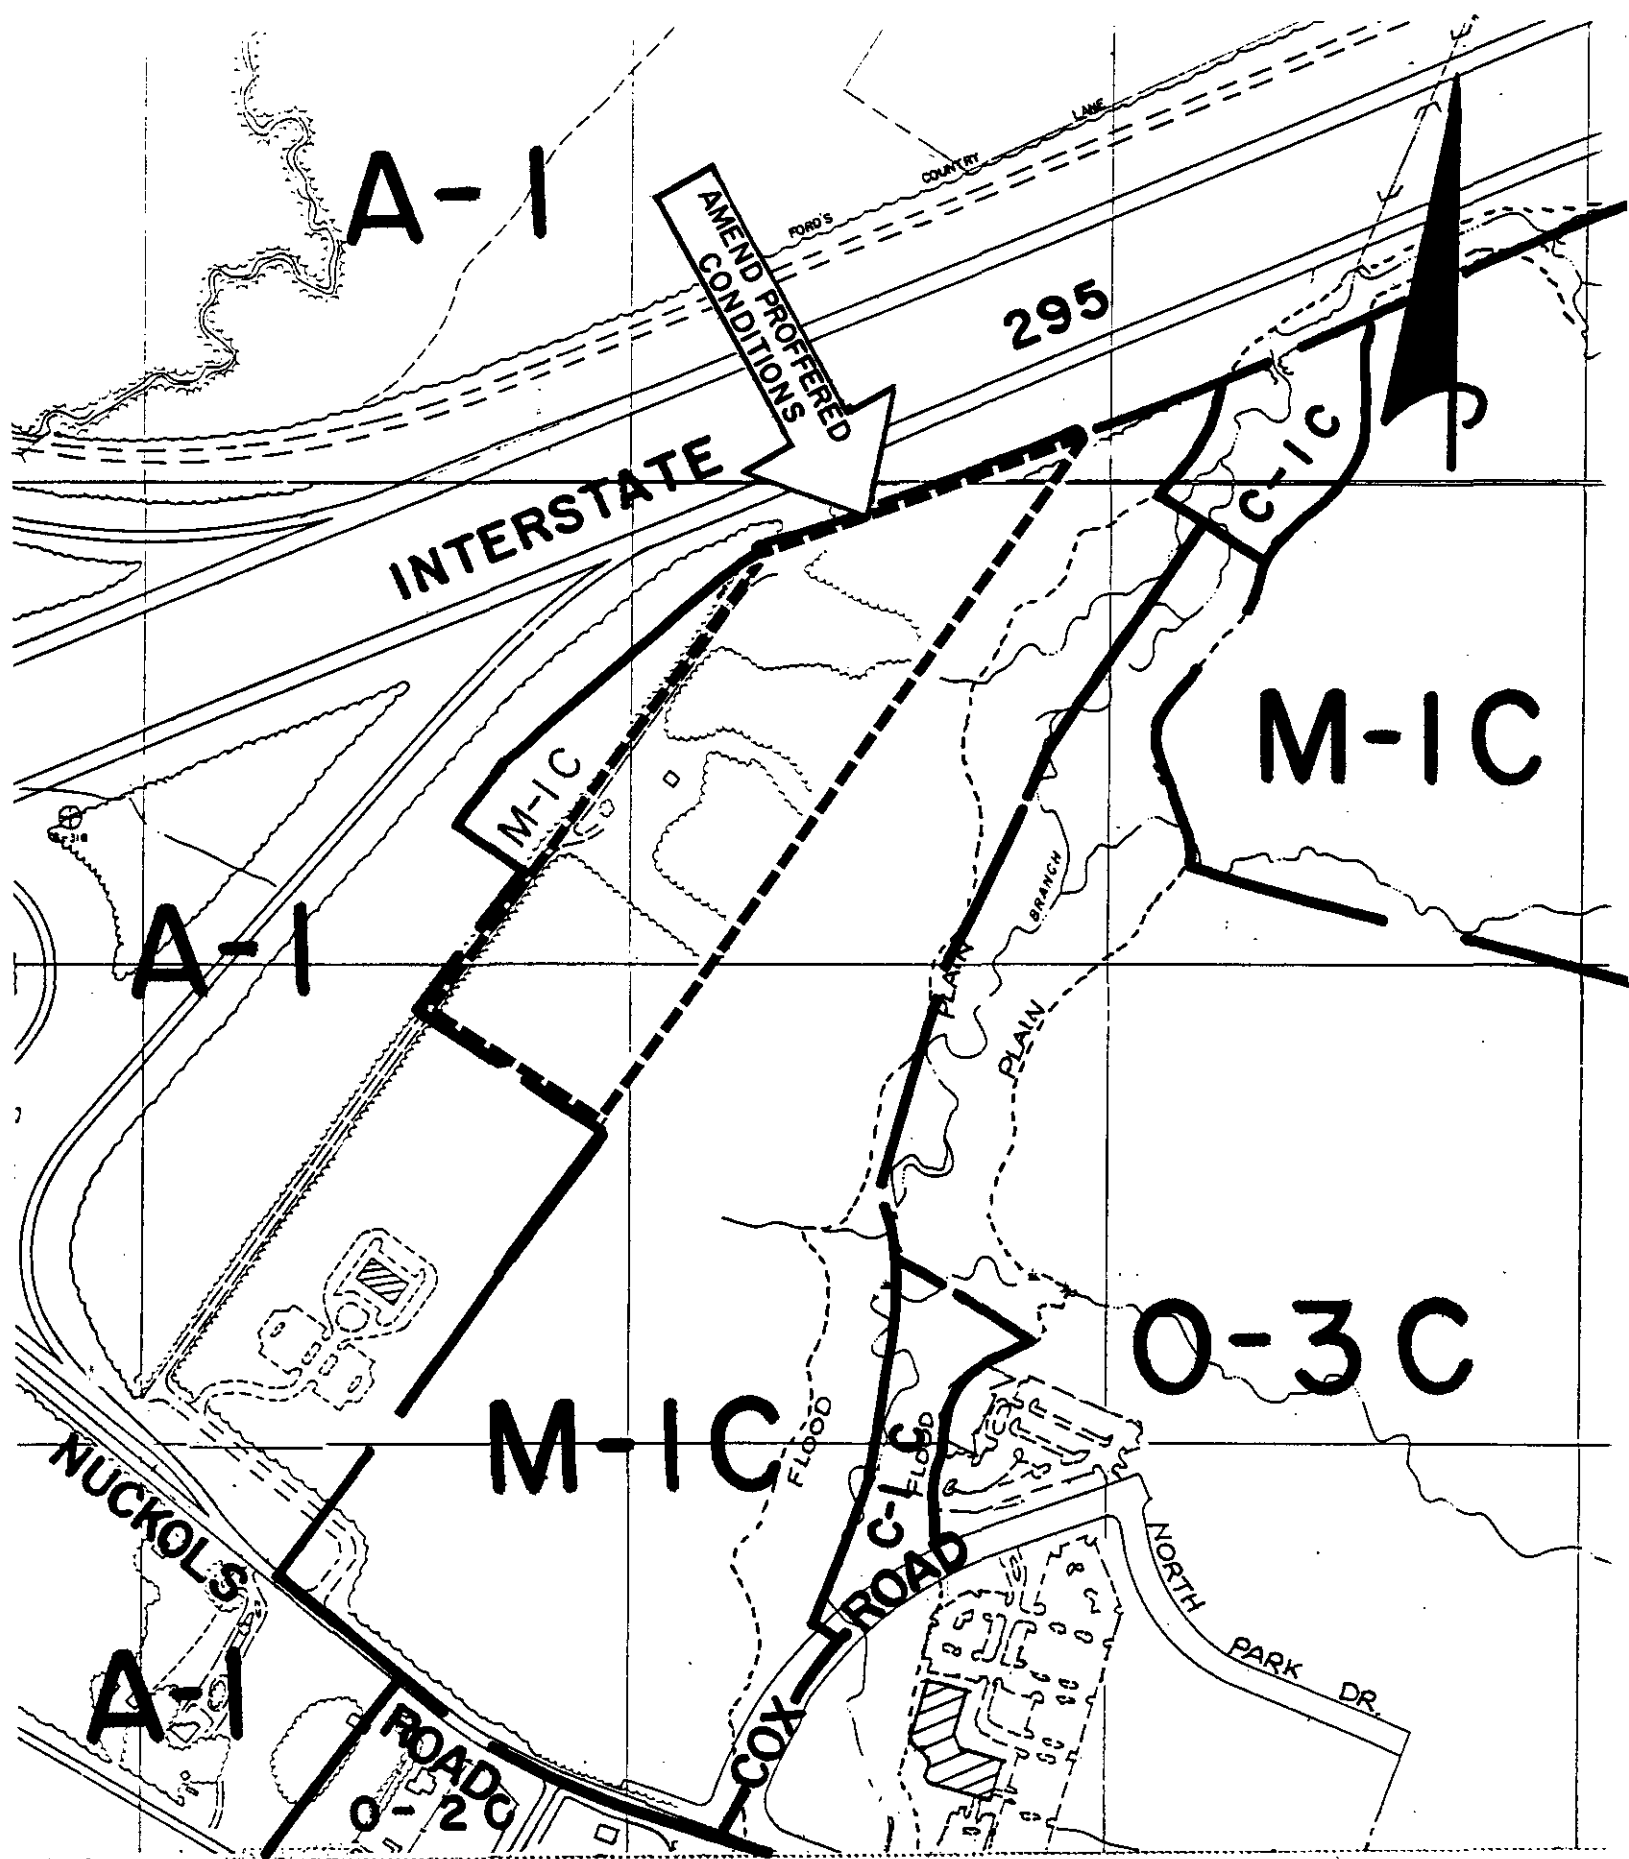 A-1
LANE
COUNTRY
FORD'S
AMEND PROFFERED
CONDITIONS
295
INTERSTATE
C-1C
M-1C
M-1C
A-1
BRANCH
PLAIN
PLAIN
O-3C
M-1C
FLOOD
FLOOD
C-1C
NUCKOLS
ROAD
COX
NORTH
PARK
DR.
A-1
ROAD
O-2C